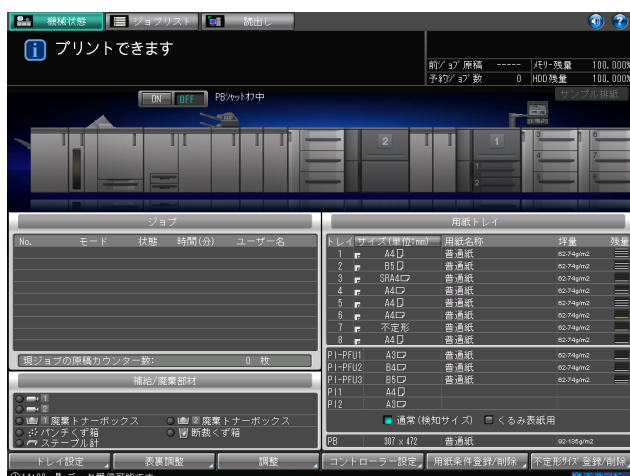 機械状態 ジョブリスト 読出し
プリントできます
前ジョブ原稿 ----- メモリー残量 100.000%
予約ジョブ数 0 HDD残量 100.000%
ON OFF PBシャットオフ中 サンプル排紙
2 1 3 6
4 7
1 5 8
2
ジョブ
No. モード 状態 時間(分) ユーザー名
現ジョブの原稿カウンター数: 0 枚
補給/廃棄部材
1
2
1 廃棄トナーボックス 2 廃棄トナーボックス
パンチくず箱 断裁くず箱
ステープル針
用紙トレイ
トレイ サイズ(単位:mm) 用紙名称 坪量 残量
1 A4 普通紙 62-74g/m2
2 B5 普通紙 62-74g/m2
3 SRA4 普通紙 62-74g/m2
4 A4 普通紙 62-74g/m2
5 A4 普通紙 62-74g/m2
6 A4 普通紙 62-74g/m2
7 不定形 普通紙 62-74g/m2
8 A4 普通紙 62-74g/m2
PI-PFU1 A3 普通紙 62-74g/m2
PI-PFU2 B4 普通紙 62-74g/m2
PI-PFU3 B5 普通紙 62-74g/m2
PI1 A4
PI2 A3
通常(検知サイズ) くるみ表紙用
PB 307 x 472 普通紙 92-135g/m2
トレイ設定 表裏調整 調整 コントローラー設定 用紙条件登録/削除 不定形サイズ 登録/削除